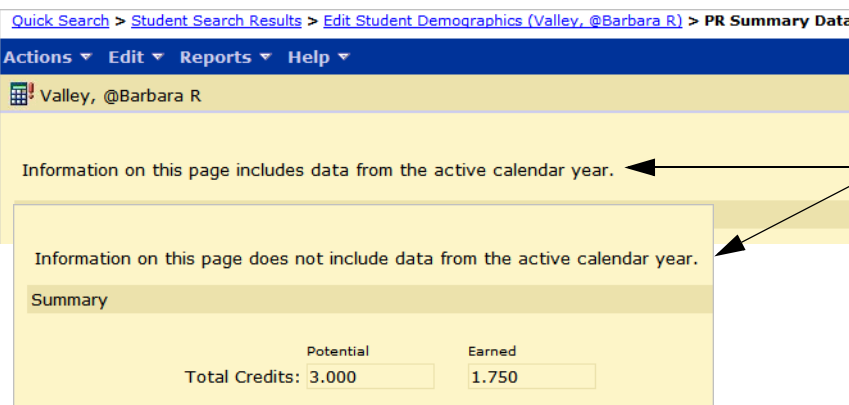 Quick Search > Student Search Results > Edit Student Demographics (Valley, @Barbara R) > PR Summary Data
Actions Edit Reports Help
Valley, @Barbara R
Information on this page includes data from the active calendar year.
Information on this page does not include data from the active calendar year.
Summary
Potential Earned
Total Credits: 3.000 1.750